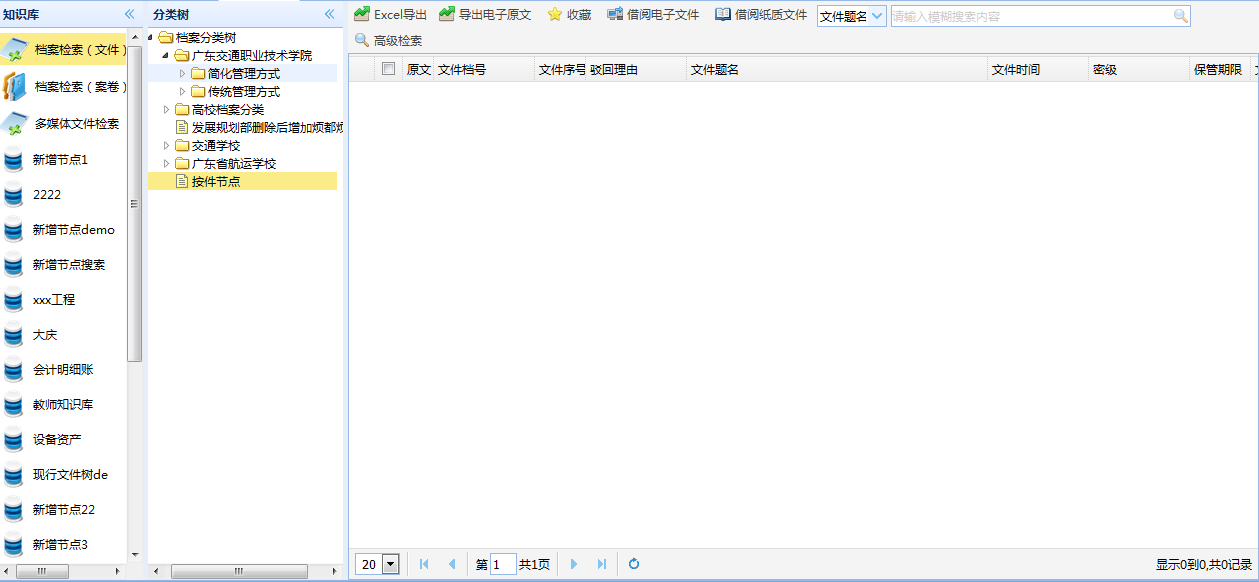 知识库
档案检索（文件）
档案检索（案卷）
多媒体文件检索
新增节点1
2222
新增节点demo
新增节点搜索
xxx工程
大庆
会计明细账
教师知识库
设备资产
现行文件树de
新增节点22
新增节点3
分类树
档案分类树
广东交通职业技术学院
简化管理方式
传统管理方式
高校档案分类
发展规划部删除后增加烦都烦
交通学校
广东省航运学校
按件节点
Excel导出 导出电子原文 收藏 借阅电子文件 借阅纸质文件 文件题名 请输入模糊搜索内容
高级检索
原文 文件档号 文件序号 驳回理由 文件题名 文件时间 密级 保管期限
20 第 1 共1页 显示0到0,共0记录